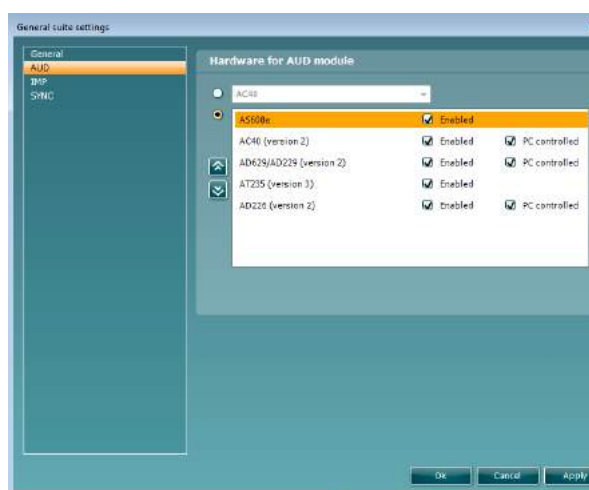 General suite settings
General
AUD
IMP
SYNC
Hardware for AUD module
AC40
AS608e Enabled
AC40 (version 2) Enabled PC controlled
AD629/AD229 (version 2) Enabled PC controlled
AT235 (version 3) Enabled
AD226 (version 2) Enabled PC controlled
Ok Cancel Apply